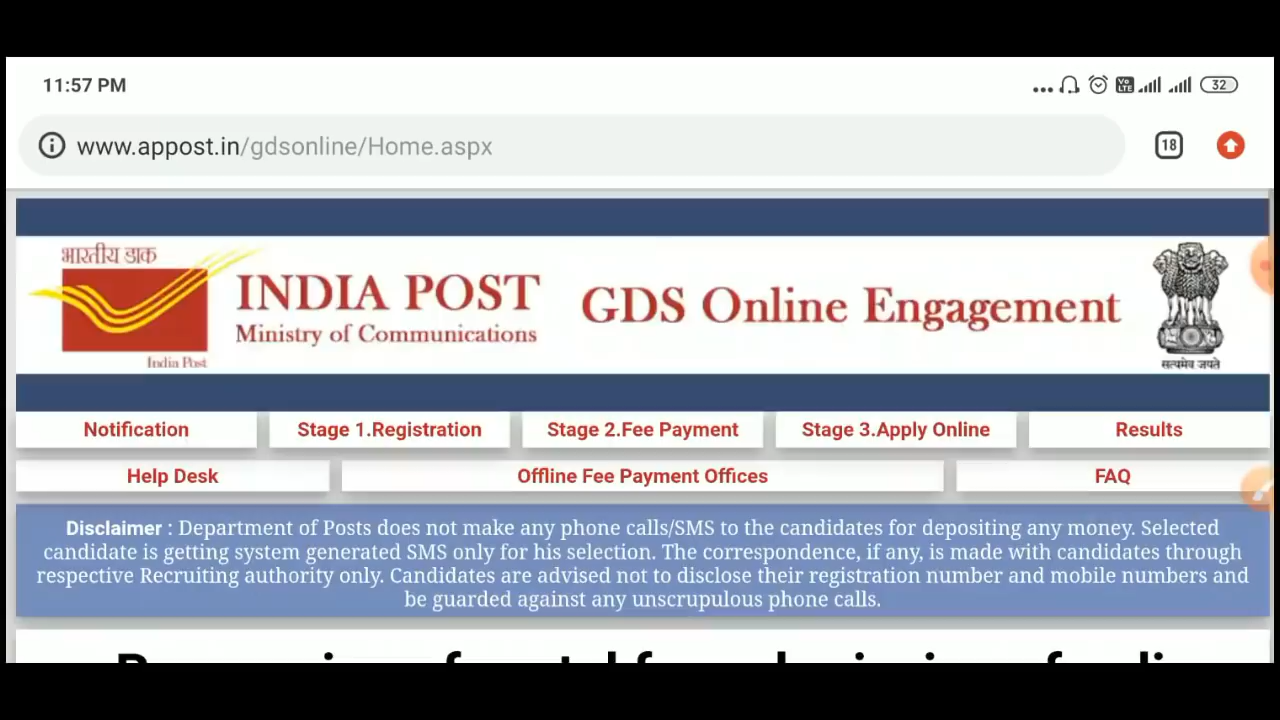 11:57 PM
Vo LTE
32
www.appost.in/gdsonline/Home.aspx
18
भारतीय डाक
INDIA POST
GDS Online Engagement
Ministry of Communications
India Post
सत्यमेव जयते
Notification
Stage 1.Registration
Stage 2.Fee Payment
Stage 3.Apply Online
Results
Help Desk
Offline Fee Payment Offices
FAQ
Disclaimer : Department of Posts does not make any phone calls/SMS to the candidates for depositing any money. Selected
candidate is getting system generated SMS only for his selection. The correspondence, if any, is made with candidates through
respective Recruiting authority only. Candidates are advised not to disclose their registration number and mobile numbers and
be guarded against any unscrupulous phone calls.